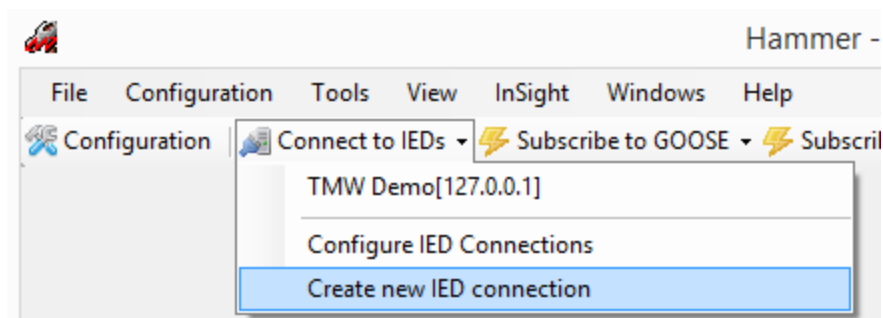 Hammer -
File Configuration Tools View InSight Windows Help
Configuration Connect to IEDs Subscribe to GOOSE
TMW Demo[127.0.0.1]
Configure IED Connections
Create new IED connection